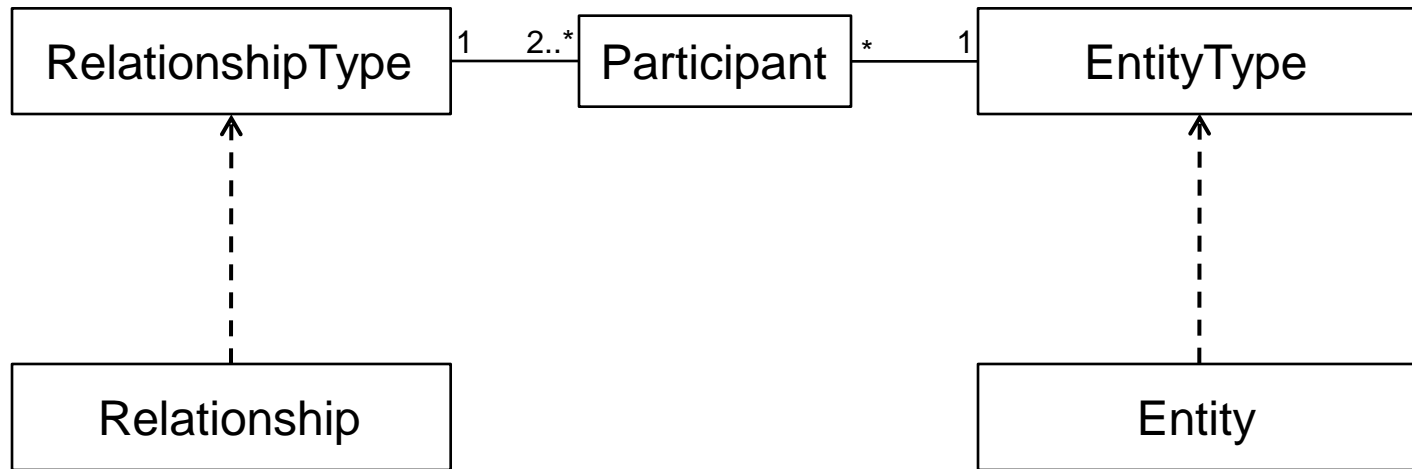 RelationshipType 1 2..* Participant * 1 EntityType
Relationship Entity